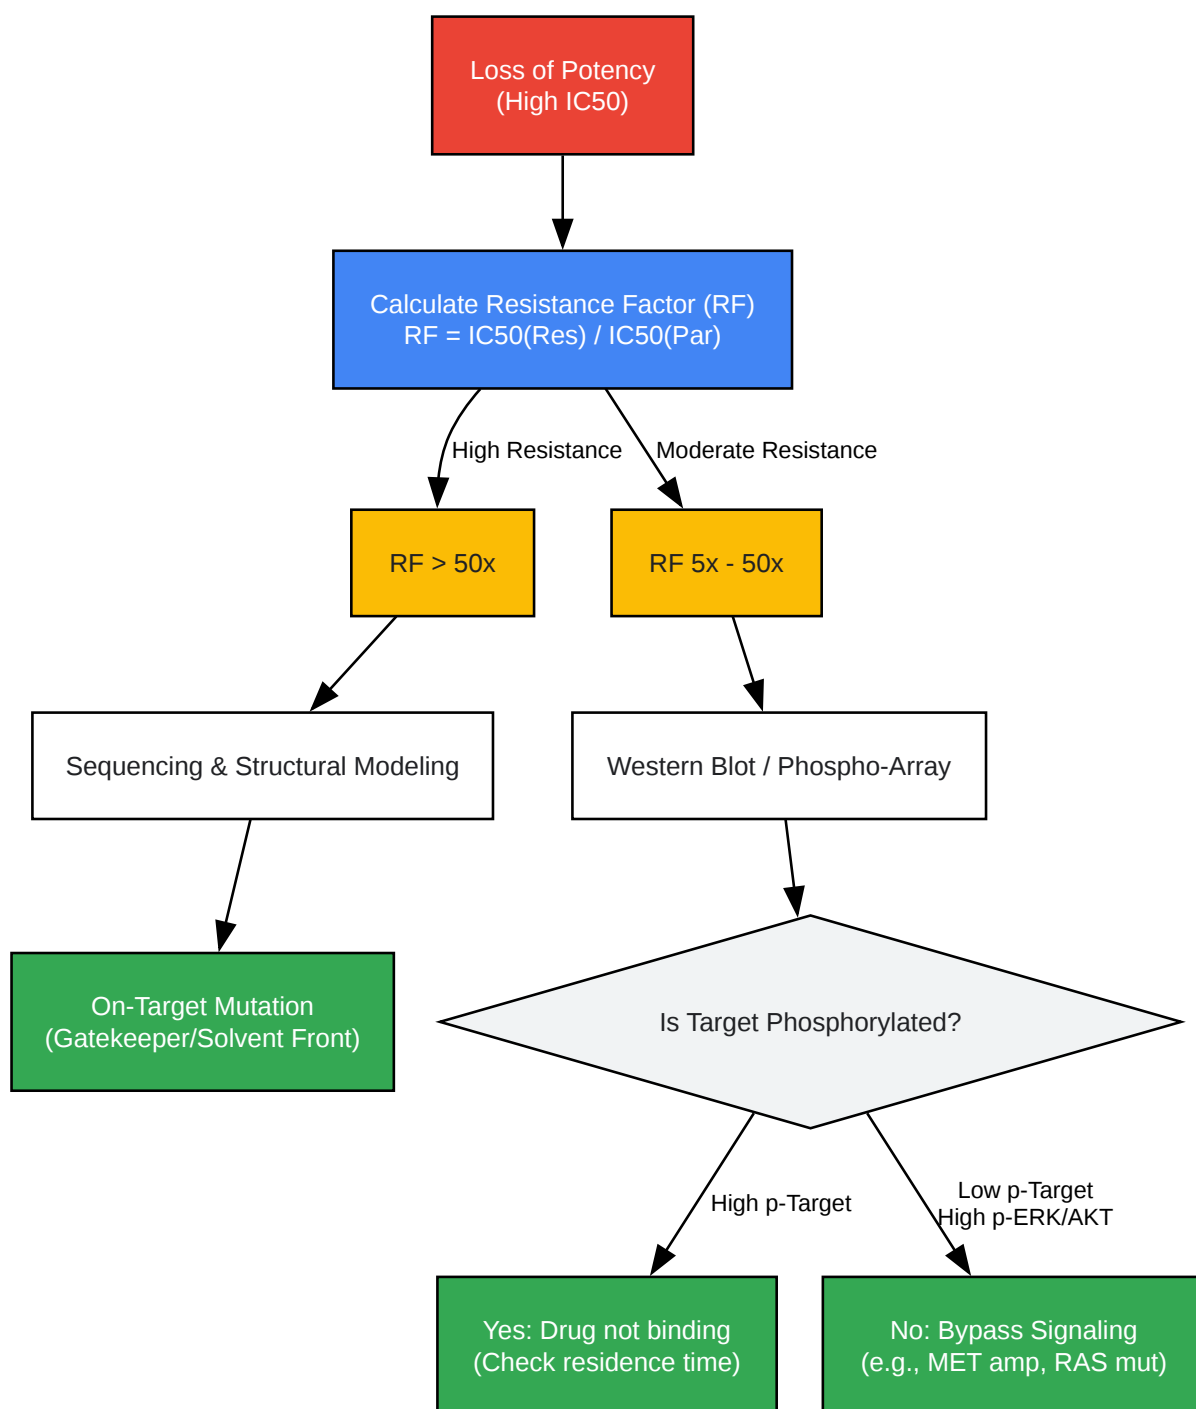 Loss of Potency
(High IC50)
Calculate Resistance Factor (RF)
RF = IC50(Res) / IC50(Par)
High Resistance
Moderate Resistance
RF > 50x
RF 5x - 50x
Sequencing & Structural Modeling
Western Blot / Phospho-Array
On-Target Mutation
(Gatekeeper/Solvent Front)
Is Target Phosphorylated?
High p-Target
Low p-Target
High p-ERK/AKT
Yes: Drug not binding
(Check residence time)
No: Bypass Signaling
(e.g., MET amp, RAS mut)